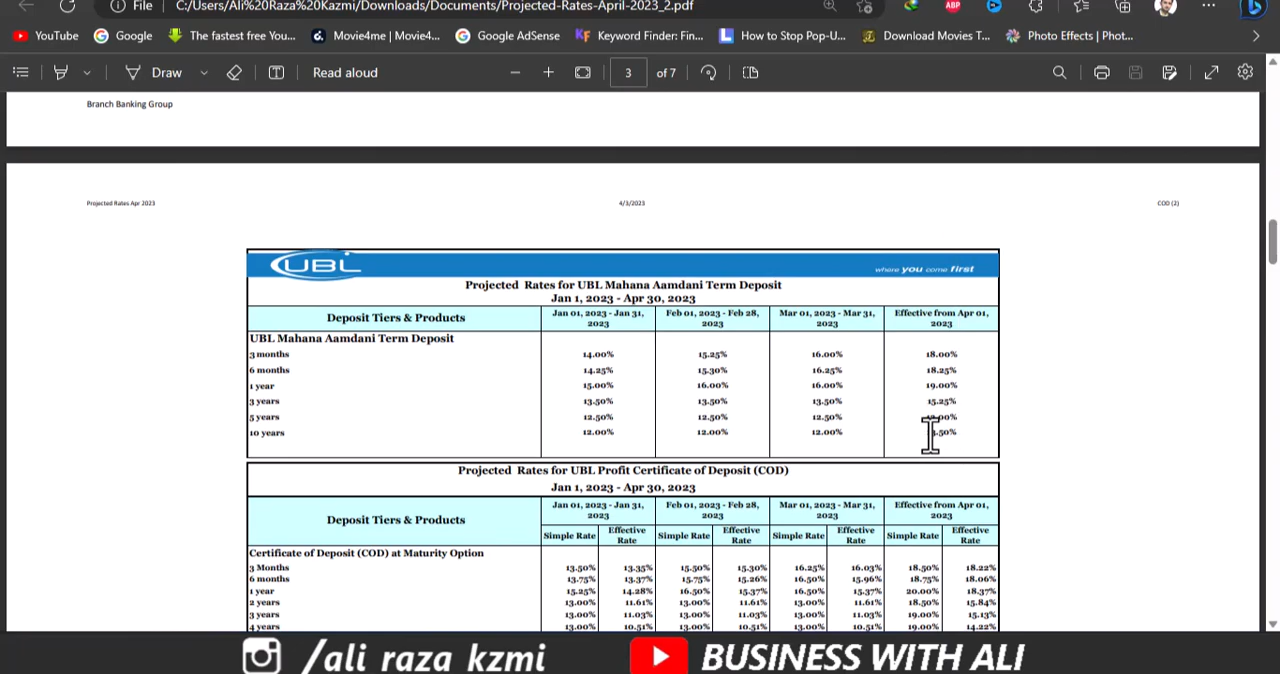 File C:/Users/Ali%20Raza%20Kazmi/Downloads/Documents/Projected-Rates-April-2023_2.pdf ABP
YouTube Google The fastest free You... Movie4me | Movie4... Google AdSense Keyword Finder: Fin... How to Stop Pop-U... Download Movies T... Photo Effects | Phot...
Draw Read aloud 3 of 7
Branch Banking Group
Projected Rates Apr 2023 4/3/2023 COD (2)
UBL where you come first
Projected Rates for UBL Mahana Aamdani Term Deposit
Jan 1, 2023 - Apr 30, 2023
Deposit Tiers & Products Jan 01, 2023 - Jan 31, 2023 Feb 01, 2023 - Feb 28, 2023 Mar 01, 2023 - Mar 31, 2023 Effective from Apr 01, 2023
UBL Mahana Aamdani Term Deposit
3 months 14.00% 15.25% 16.00% 18.00%
6 months 14.25% 15.30% 16.25% 18.25%
1 year 15.00% 16.00% 16.00% 19.00%
3 years 13.50% 13.50% 13.50% 15.25%
5 years 12.50% 12.50% 12.50%
10 years 12.00% 12.00% 12.00%
Projected Rates for UBL Profit Certificate of Deposit (COD)
Jan 1, 2023 - Apr 30, 2023
Deposit Tiers & Products Jan 01, 2023 - Jan 31, 2023 Feb 01, 2023 - Feb 28, 2023 Mar 01, 2023 - Mar 31, 2023 Effective from Apr 01, 2023
Simple Rate Effective Rate Simple Rate Effective Rate Simple Rate Effective Rate Simple Rate Effective Rate
Certificate of Deposit (COD) at Maturity Option
3 Months 13.50% 13.35% 15.50% 15.30% 16.25% 16.03% 18.50% 18.22%
6 months 13.75% 13.37% 15.75% 15.26% 16.50% 15.96% 18.75% 18.06%
1 year 15.25% 14.28% 16.50% 15.37% 16.50% 15.37% 20.00% 18.37%
2 years 13.00% 11.61% 13.00% 11.61% 13.00% 11.61% 18.50% 15.84%
3 years 13.00% 11.03% 13.00% 11.03% 13.00% 11.03% 19.00% 15.13%
4 years 13.00% 10.51% 13.00% 10.51% 13.00% 10.51% 19.00% 14.22%
/ali raza kzmi BUSINESS WITH ALI